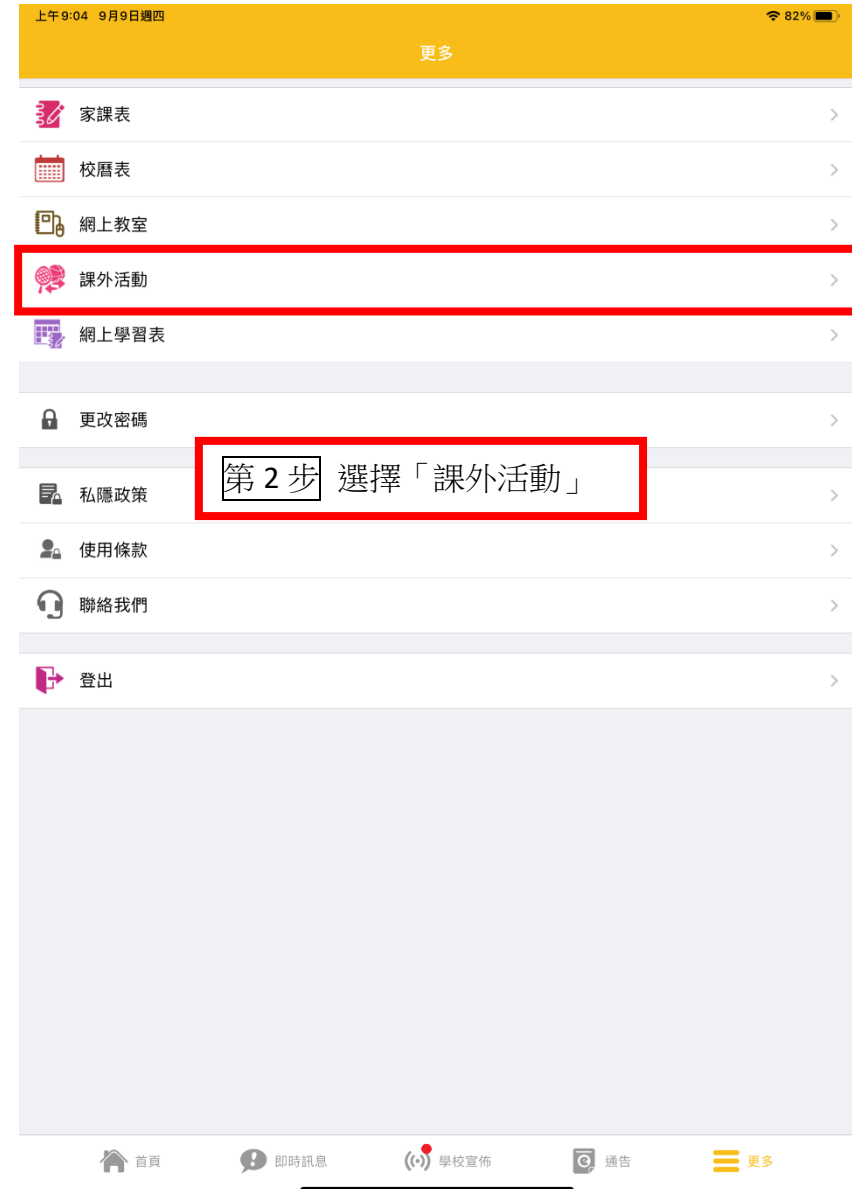 上午9:04 9月9日週四 82%
更多
家課表
校曆表
網上教室
課外活動
網上學習表
更改密碼
第 2 步 選擇「課外活動」
私隱政策
使用條款
聯絡我們
登出
首頁 即時訊息 學校宣佈 通告 更多